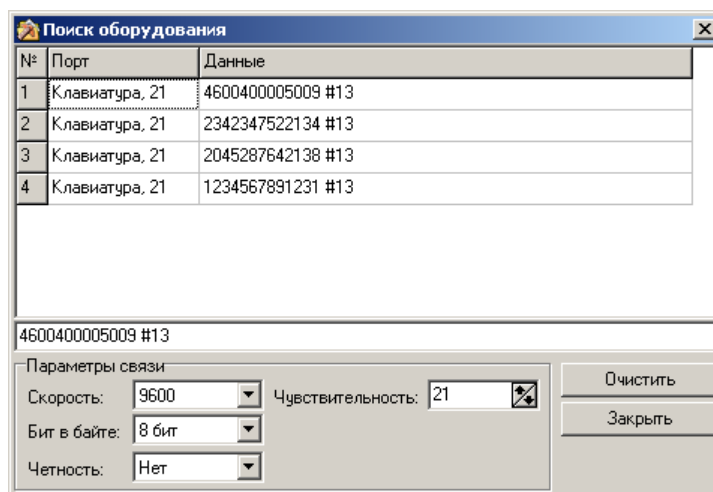 Поиск оборудования
№ Порт Данные
1 Клавиатура, 21 4600400005009 #13
2 Клавиатура, 21 2342347522134 #13
3 Клавиатура, 21 2045287642138 #13
4 Клавиатура, 21 1234567891231 #13
4600400005009 #13
Параметры связи
Скорость: 9600 Чувствительность: 21 Очистить
Бит в байте: 8 бит Закрыть
Четность: Нет